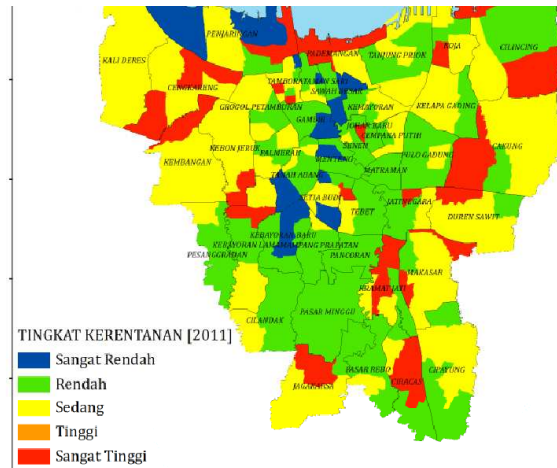 PENJARINGAN
KALI DERES
PADEMANGAN
TANJUNG PRIOK
KOJA
CILINCING
CENGKARENG
TAMBORA
TAMAN SARI
SAWAH BESAR
GROGOL PETAMBURAN
KEMAYORAN
KELAPA GADING
GAMBIR
JOHAR BARU
CEMPAKA PUTIH
SENEN
CAKUNG
KEBON JERUK
PALMERAH
MENTENG
PULO GADUNG
KEMBANGAN
MATRAMAN
TANAH ABANG
SETIA BUDI
JATINEGARA
TEBET
DUREN SAWIT
KEBAYORAN BARU
KEBAYORAN LAMA
MAMPANG PRAPATAN
PESANGGRAHAN
PANCORAN
MAKASAR
KRAMAT JATI
PASAR MINGGU
CILANDAK
TINGKAT KERENTANAN [2011]
Sangat Rendah
Rendah
PASAR REBO
CIPAYUNG
JAGAKARSA
CIRACAS
Sedang
Tinggi
Sangat Tinggi